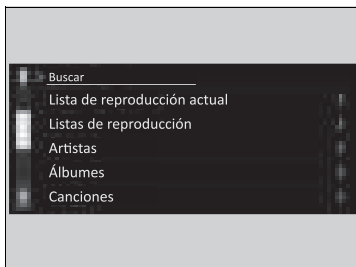 Buscar
Lista de reproducción actual
Listas de reproducción
Artistas
Álbumes
Canciones